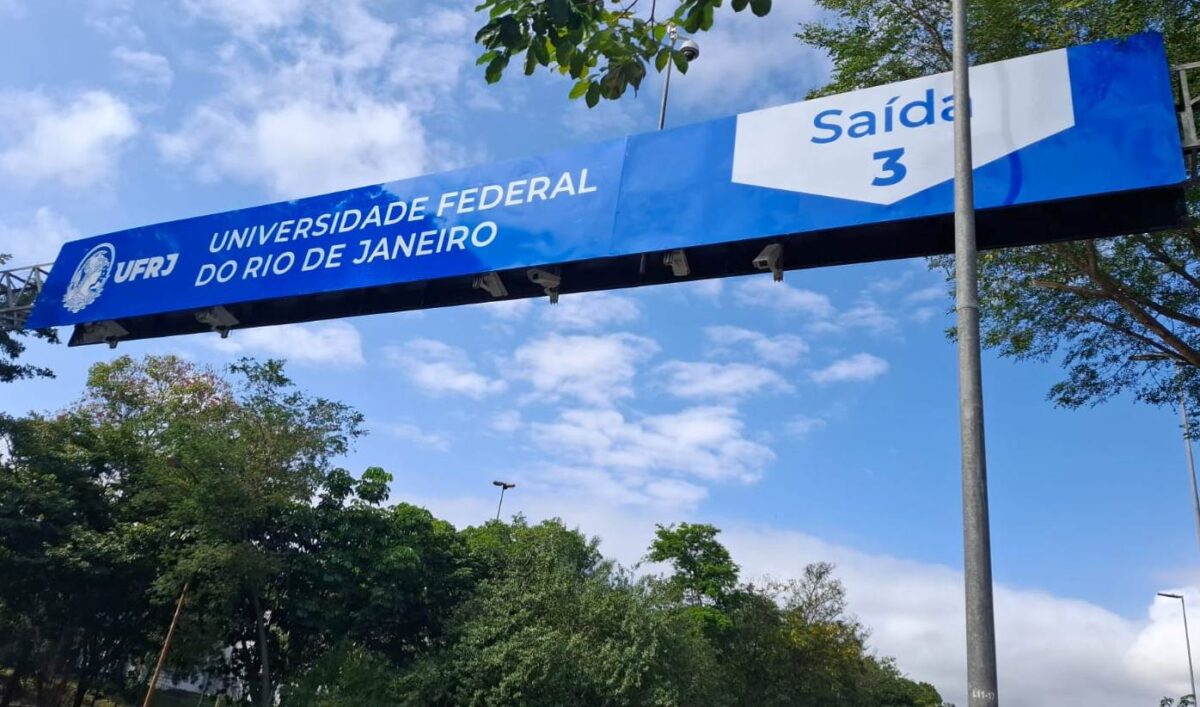 UFRJ
UNIVERSIDADE FEDERAL
DO RIO DE JANEIRO
Saída
3